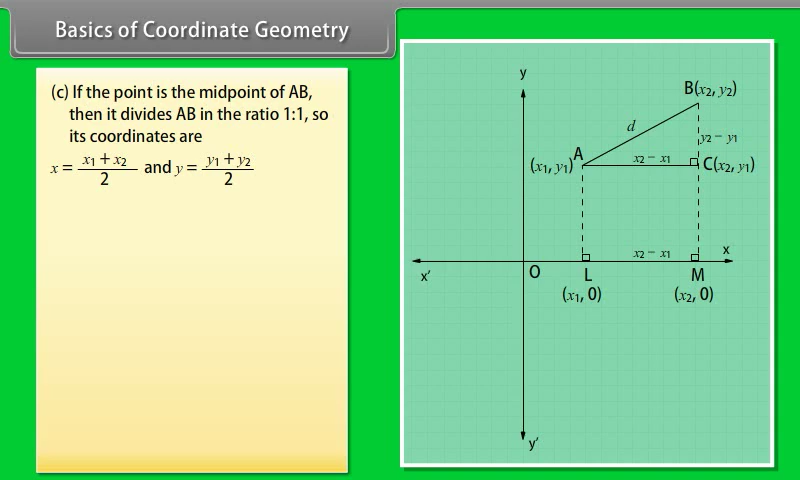 Basics of Coordinate Geometry
(c) If the point is the midpoint of AB,
then it divides AB in the ratio 1:1, so
its coordinates are
x = (x1 + x2)/2 and y = (y1 + y2)/2
y
B(x2, y2)
d
y2 − y1
A
(x1, y1)
x2 − x1
C(x2, y1)
x2 − x1
x
x'
O
L
M
(x1, 0)
(x2, 0)
y'